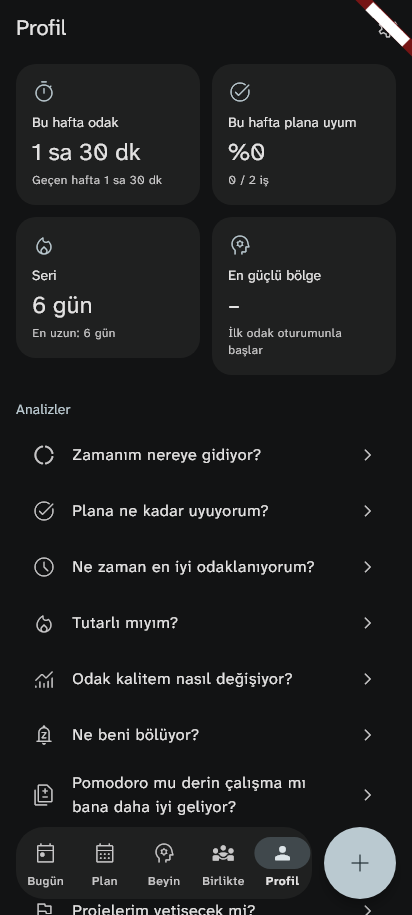 Profil
Bu hafta odak
1 sa 30 dk
Geçen hafta 1 sa 30 dk
Bu hafta plana uyum
%0
0 / 2 iş
Seri
6 gün
En uzun: 6 gün
En güçlü bölge
–
İlk odak oturumunla
başlar
Analizler
Zamanım nereye gidiyor?
Plana ne kadar uyuyorum?
Ne zaman en iyi odaklanıyorum?
Tutarlı mıyım?
Odak kalitem nasıl değişiyor?
Ne beni bölüyor?
Pomodoro mu derin çalışma mı
bana daha iyi geliyor?
Bugün
Plan
Beyin
Birlikte
Profil
Projelerim yetişecek mi?